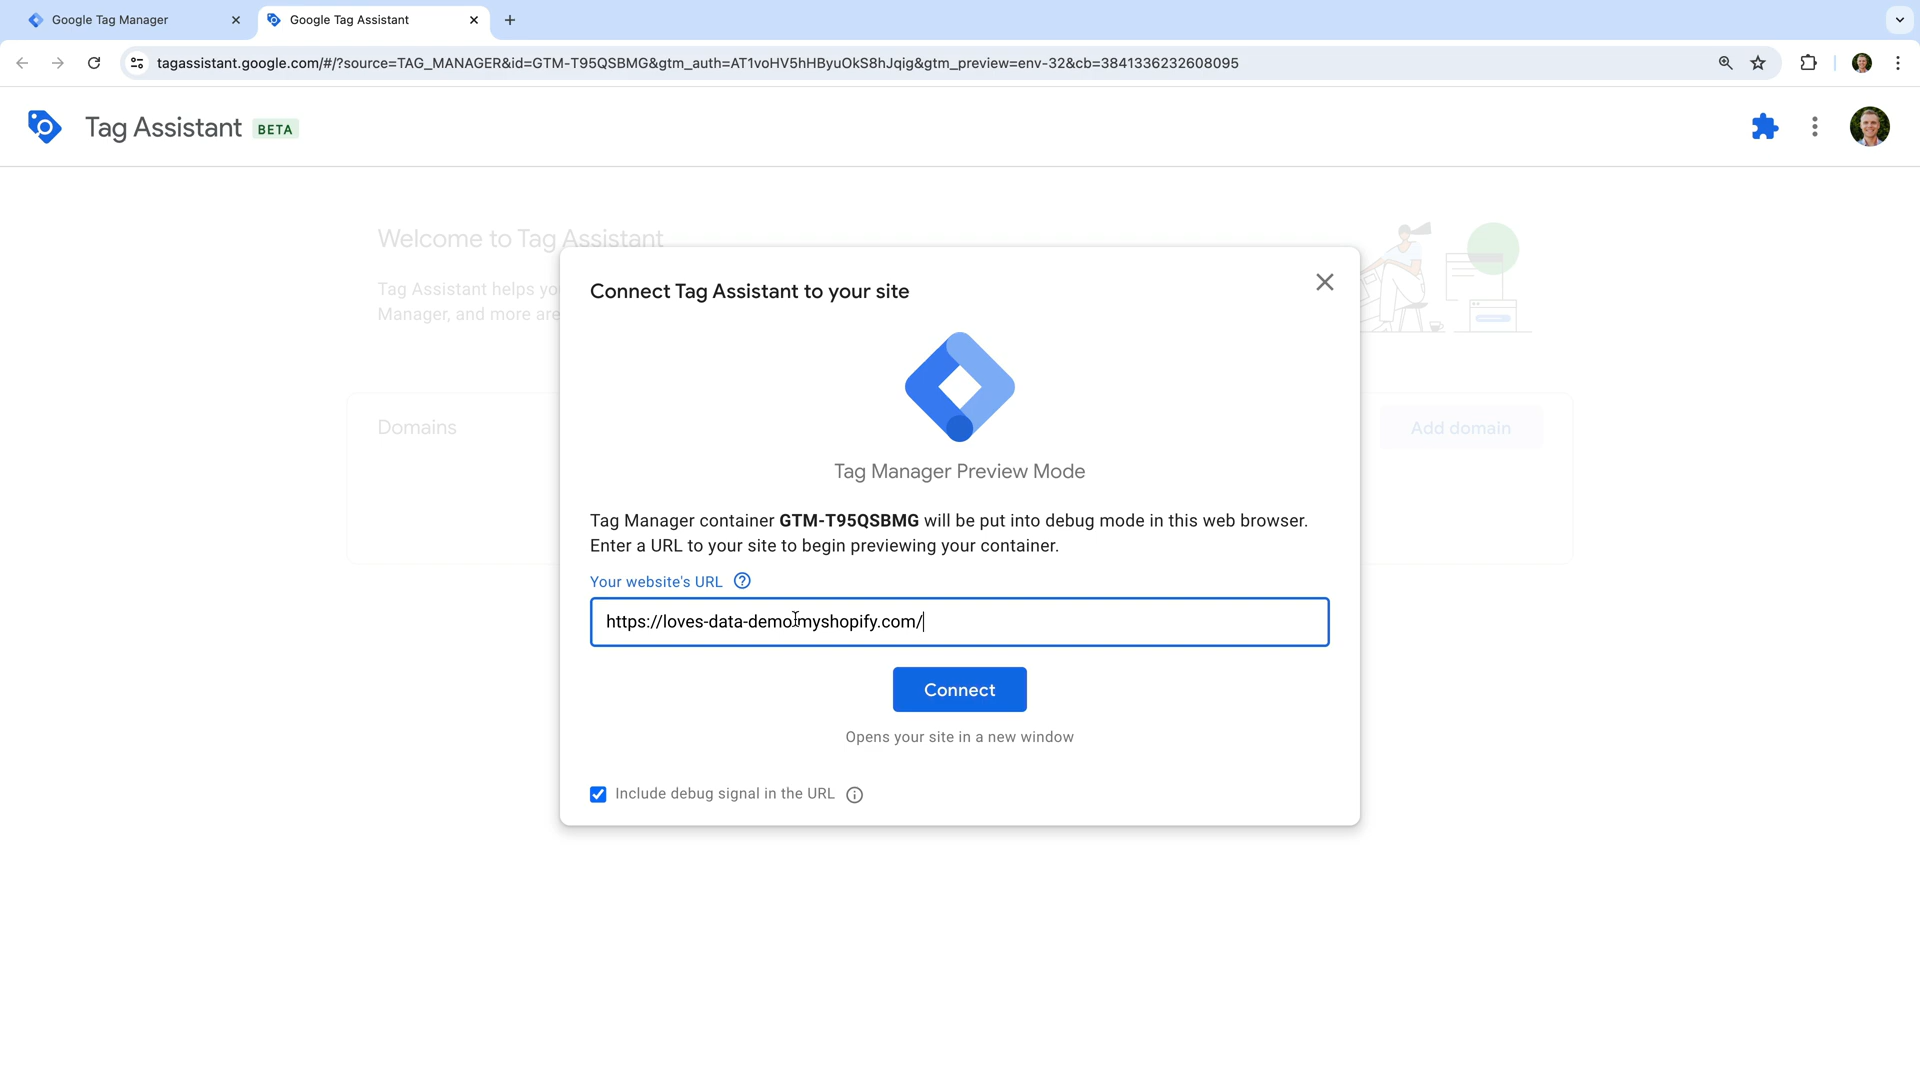 Google Tag Manager
Google Tag Assistant
tagassistant.google.com/#/?source=TAG_MANAGER&id=GTM-T95QSBMG&gtm_auth=AT1voHV5hHByuOkS8hJqig&gtm_preview=env-32&cb=3841336232608095
Tag Assistant BETA
Welcome to Tag Assistant
Tag Assistant helps yo
Manager, and more are
Connect Tag Assistant to your site
Domains
Add domain
Tag Manager Preview Mode
Tag Manager container GTM-T95QSBMG will be put into debug mode in this web browser.
Enter a URL to your site to begin previewing your container.
Your website's URL
https://loves-data-demo.myshopify.com/
Connect
Opens your site in a new window
Include debug signal in the URL